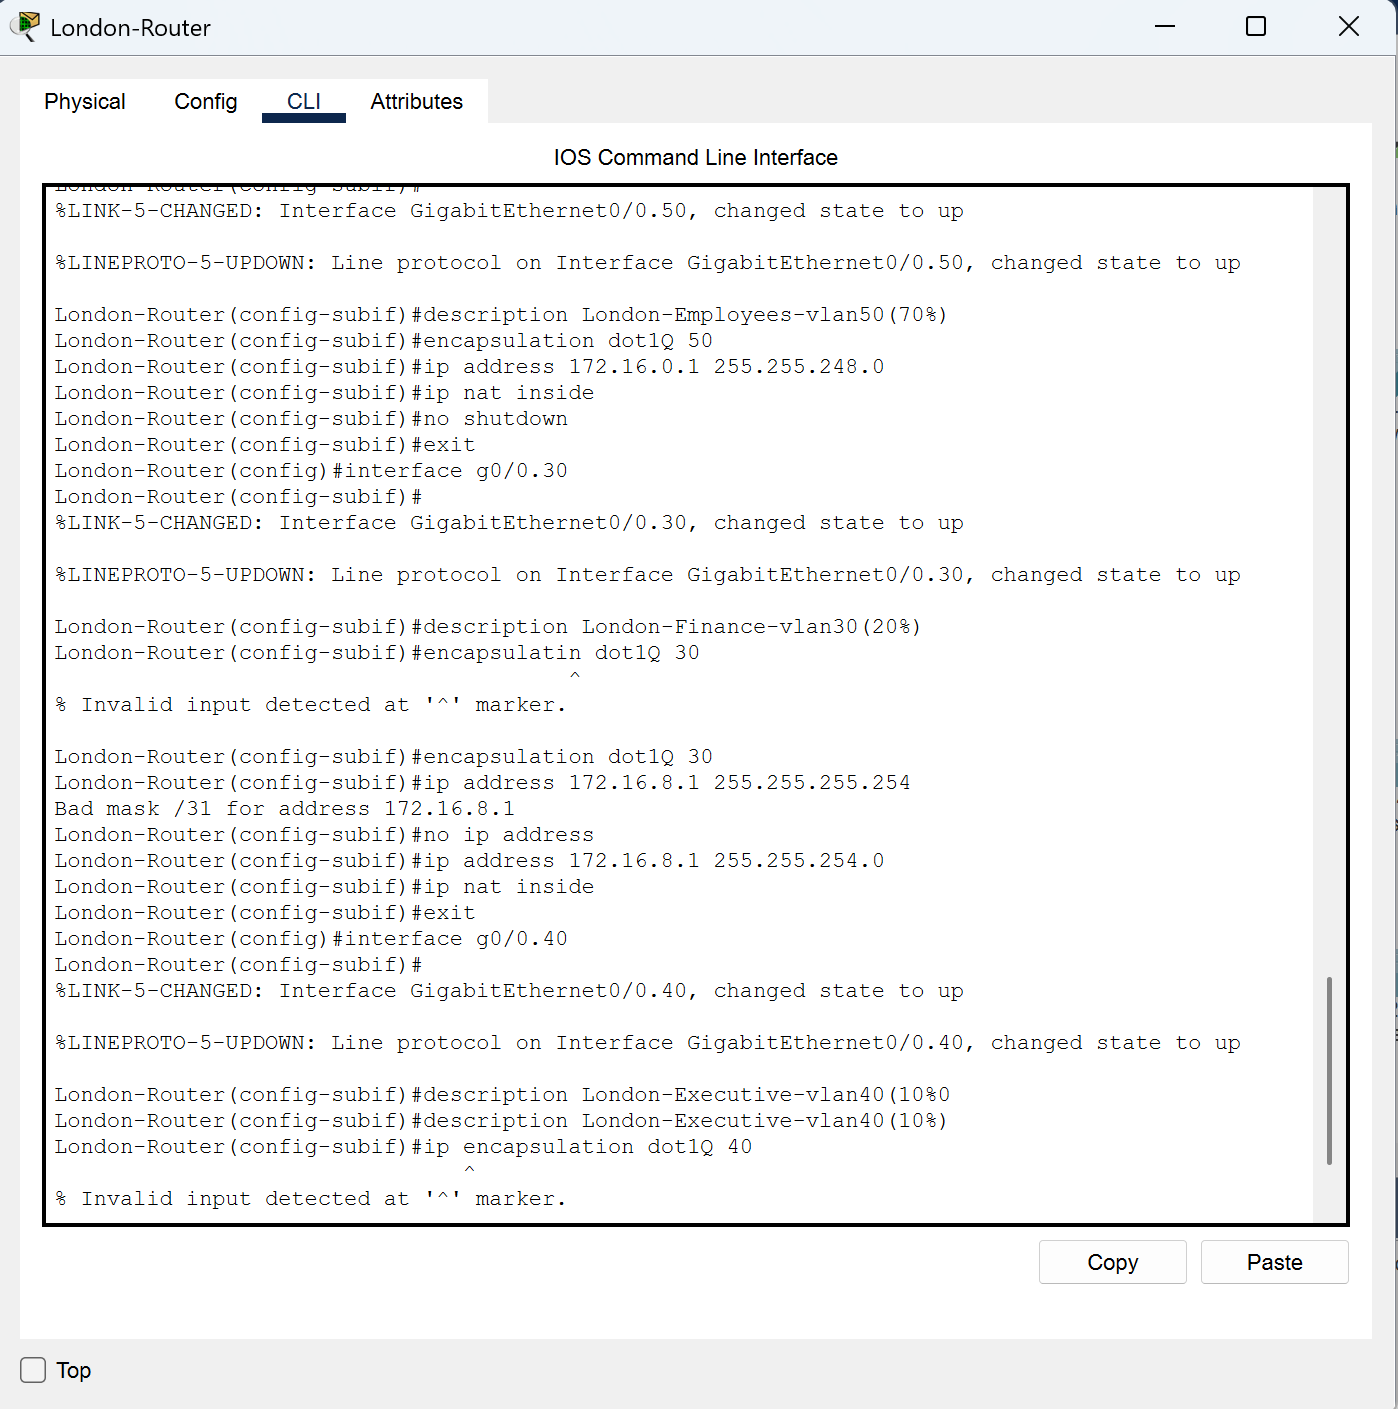 London-Router
Physical Config CLI Attributes
IOS Command Line Interface
London-Router(config-subif)#
%LINK-5-CHANGED: Interface GigabitEthernet0/0.50, changed state to up
%LINEPROTO-5-UPDOWN: Line protocol on Interface GigabitEthernet0/0.50, changed state to up
London-Router(config-subif)#description London-Employees-vlan50(70%)
London-Router(config-subif)#encapsulation dot1Q 50
London-Router(config-subif)#ip address 172.16.0.1 255.255.248.0
London-Router(config-subif)#ip nat inside
London-Router(config-subif)#no shutdown
London-Router(config-subif)#exit
London-Router(config)#interface g0/0.30
London-Router(config-subif)#
%LINK-5-CHANGED: Interface GigabitEthernet0/0.30, changed state to up
%LINEPROTO-5-UPDOWN: Line protocol on Interface GigabitEthernet0/0.30, changed state to up
London-Router(config-subif)#description London-Finance-vlan30(20%)
London-Router(config-subif)#encapsulatin dot1Q 30
^
% Invalid input detected at '^' marker.
London-Router(config-subif)#encapsulation dot1Q 30
London-Router(config-subif)#ip address 172.16.8.1 255.255.255.254
Bad mask /31 for address 172.16.8.1
London-Router(config-subif)#no ip address
London-Router(config-subif)#ip address 172.16.8.1 255.255.254.0
London-Router(config-subif)#ip nat inside
London-Router(config-subif)#exit
London-Router(config)#interface g0/0.40
London-Router(config-subif)#
%LINK-5-CHANGED: Interface GigabitEthernet0/0.40, changed state to up
%LINEPROTO-5-UPDOWN: Line protocol on Interface GigabitEthernet0/0.40, changed state to up
London-Router(config-subif)#description London-Executive-vlan40(10%0
London-Router(config-subif)#description London-Executive-vlan40(10%)
London-Router(config-subif)#ip encapsulation dot1Q 40
^
% Invalid input detected at '^' marker.
Copy Paste
Top